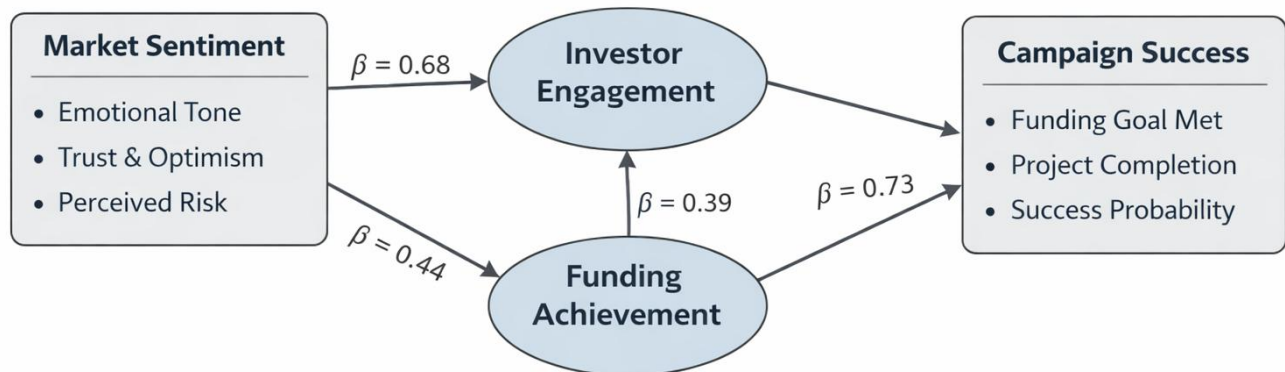 Market Sentiment
• Emotional Tone
• Trust & Optimism
• Perceived Risk
β = 0.68
β = 0.44
Investor
Engagement
β = 0.39
Funding
Achievement
β = 0.73
Campaign Success
• Funding Goal Met
• Project Completion
• Success Probability